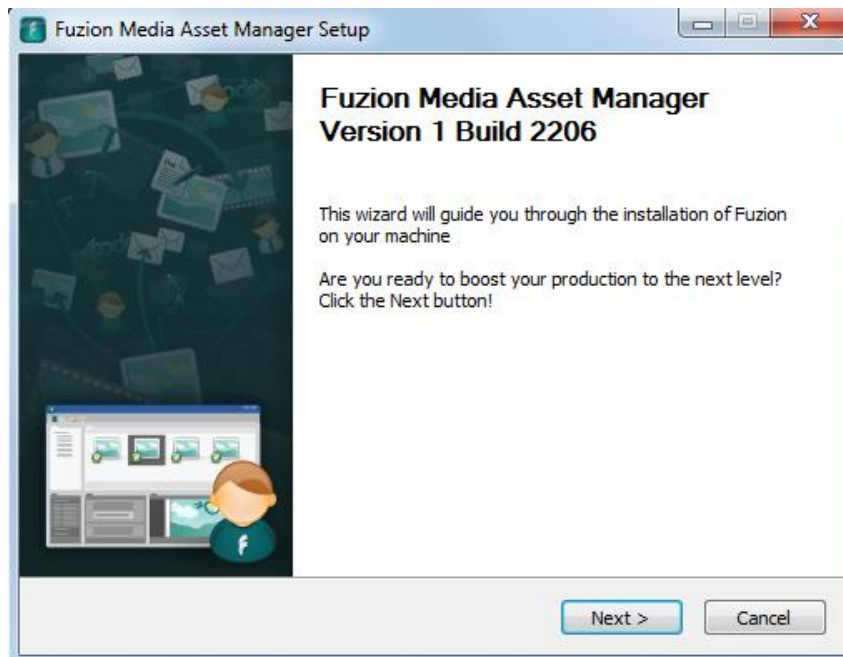 Fuzion Media Asset Manager Setup
Fuzion Media Asset Manager
Version 1 Build 2206
This wizard will guide you through the installation of Fuzion
on your machine
Are you ready to boost your production to the next level?
Click the Next button!
Next >
Cancel